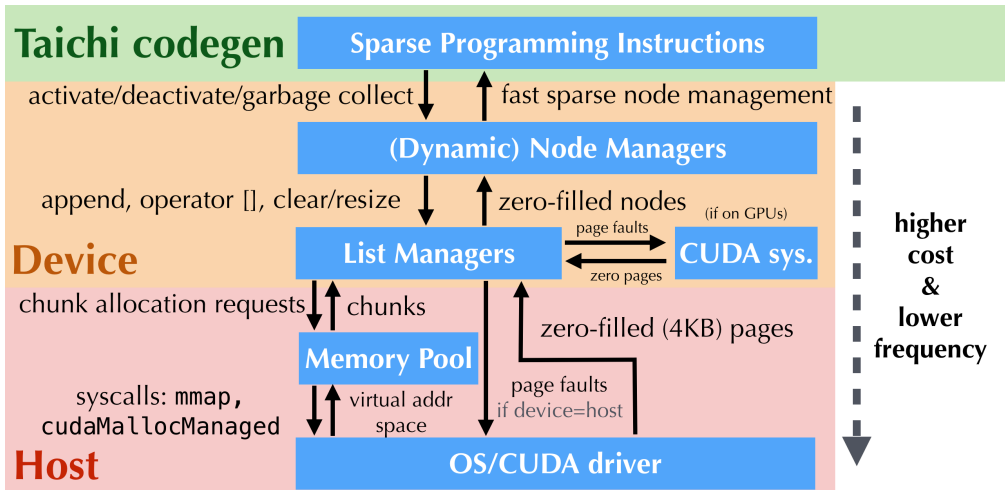 Taichi codegen
Sparse Programming Instructions
activate/deactivate/garbage collect
fast sparse node management
(Dynamic) Node Managers
append, operator [], clear/resize
zero-filled nodes
(if on GPUs)
page faults
Device
List Managers
CUDA sys.
zero pages
higher
cost
&
lower
frequency
chunk allocation requests
chunks
zero-filled (4KB) pages
Memory Pool
syscalls: mmap,
cudaMallocManaged
virtual addr
space
page faults
if device=host
Host
OS/CUDA driver